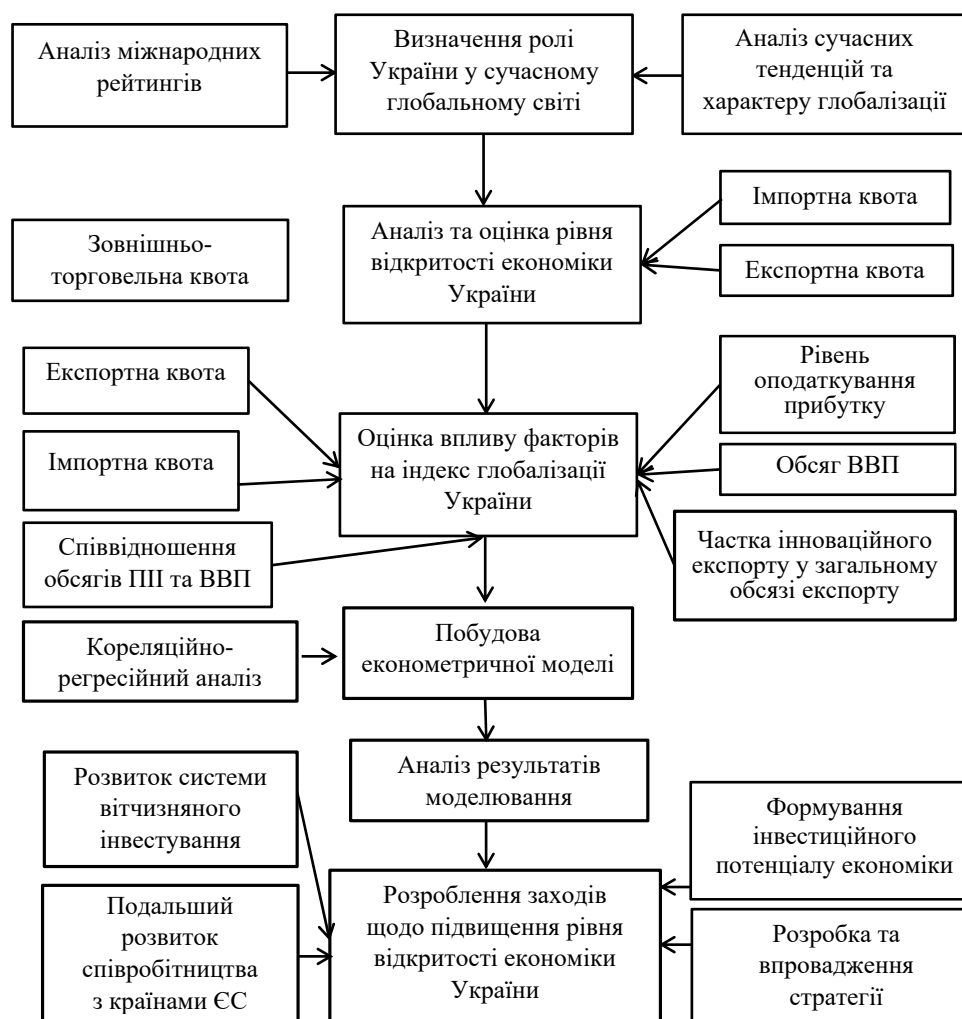 Аналіз міжнародних
рейтингів
Визначення ролі
України у сучасному
глобальному світі
Аналіз сучасних
тенденцій та
характеру глобалізації
Зовнішньо-
торговельна квота
Аналіз та оцінка рівня
відкритості економіки
України
Імпортна квота
Експортна квота
Експортна квота
Імпортна квота
Співвідношення
обсягів ПІІ та ВВП
Оцінка впливу факторів
на індекс глобалізації
України
Рівень
оподаткування
прибутку
Обсяг ВВП
Частка інноваційного
експорту у загальному
обсязі експорту
Кореляційно-
регресійний аналіз
Побудова
економетричної моделі
Аналіз результатів
моделювання
Розвиток системи
вітчизняного
інвестування
Подальший
розвиток
співробітництва
з країнами ЄС
Розроблення заходів
щодо підвищення рівня
відкритості економіки
України
Формування
інвестиційного
потенціалу економіки
Розробка та
впровадження
стратегії